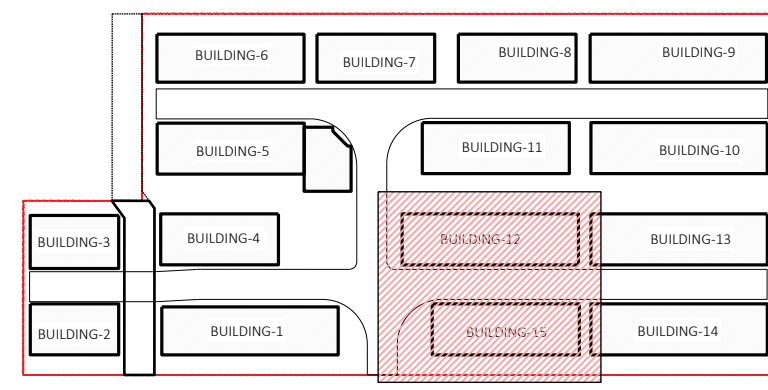 BUILDING-6
BUILDING-7
BUILDING-8
BUILDING-9
BUILDING-5
BUILDING-11
BUILDING-10
BUILDING-3
BUILDING-4
BUILDING-12
BUILDING-13
BUILDING-2
BUILDING-1
BUILDING-15
BUILDING-14